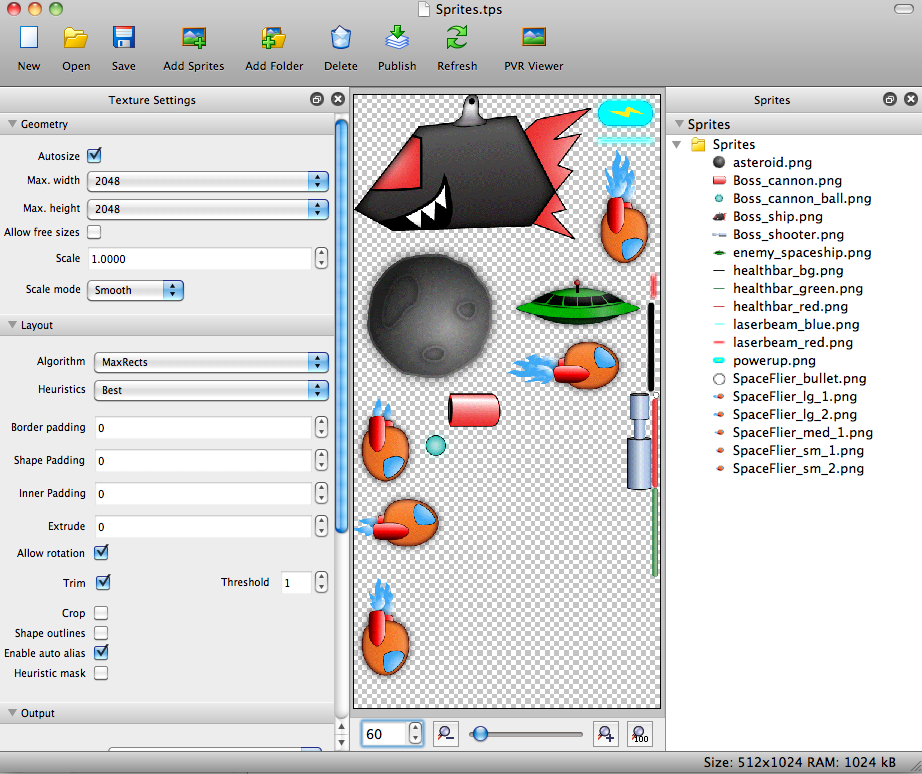 Sprites.tps
New Open Save Add Sprites Add Folder Delete Publish Refresh PVR Viewer
Texture Settings
Geometry
Autosize
Max. width 2048
Max. height 2048
Allow free sizes
Scale 1.0000
Scale mode Smooth
Layout
Algorithm MaxRects
Heuristics Best
Border padding 0
Shape Padding 0
Inner Padding 0
Extrude 0
Allow rotation
Trim Threshold 1
Crop
Shape outlines
Enable auto alias
Heuristic mask
Output
60
100
Sprites
Sprites
Sprites
asteroid.png
Boss_cannon.png
Boss_cannon_ball.png
Boss_ship.png
Boss_shooter.png
enemy_spaceship.png
healthbar_bg.png
healthbar_green.png
healthbar_red.png
laserbeam_blue.png
laserbeam_red.png
powerup.png
SpaceFlier_bullet.png
SpaceFlier_lg_1.png
SpaceFlier_lg_2.png
SpaceFlier_med_1.png
SpaceFlier_sm_1.png
SpaceFlier_sm_2.png
Size: 512x1024 RAM: 1024 kB